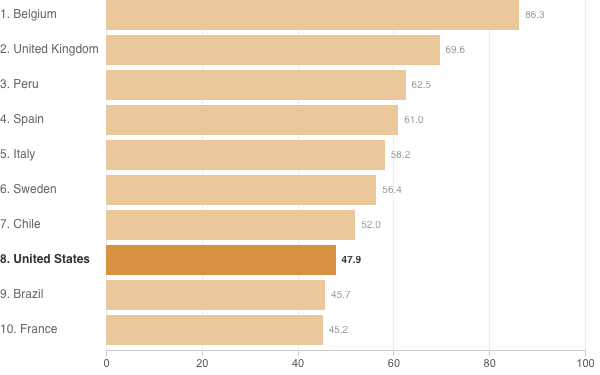 1. Belgium 86.3
2. United Kingdom 69.6
3. Peru 62.5
4. Spain 61.0
5. Italy 58.2
6. Sweden 56.4
7. Chile 52.0
8. United States 47.9
9. Brazil 45.7
10. France 45.2
0 20 40 60 80 100